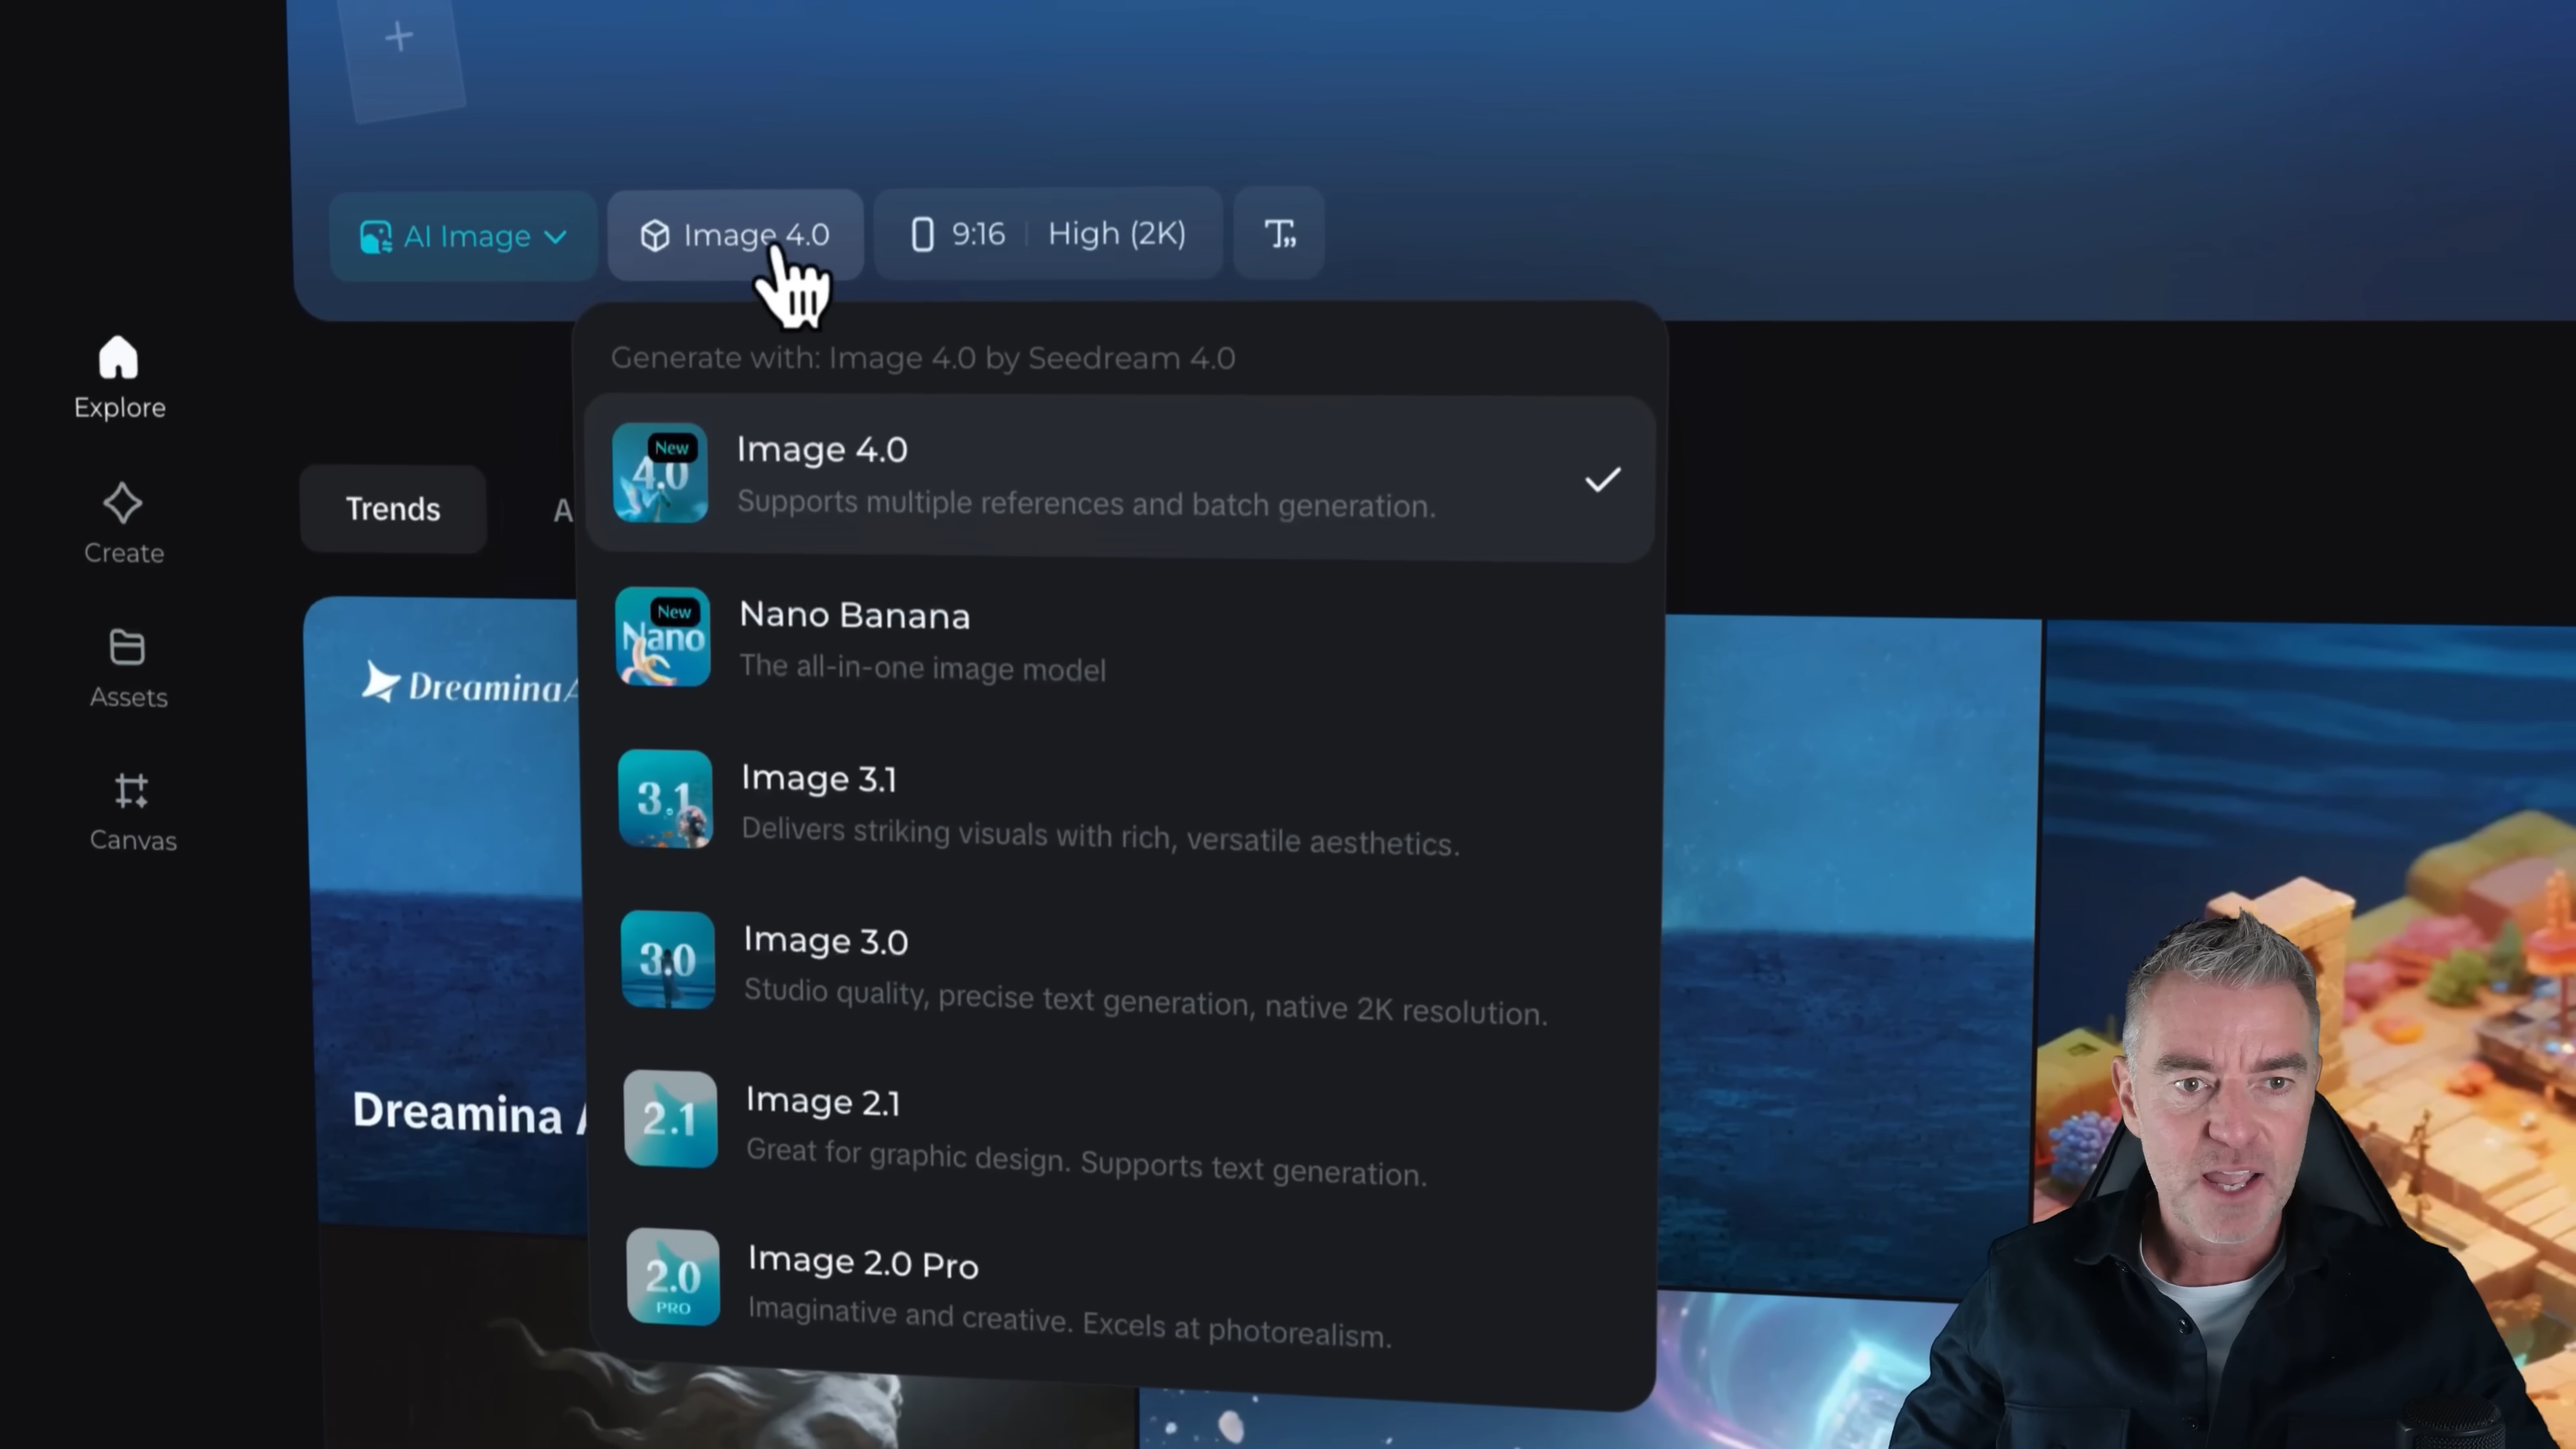 AI Image
Image 4.0
9:16
High (2K)
Generate with: Image 4.0 by Seedream 4.0
Explore
New
4.0
Image 4.0
Supports multiple references and batch generation.
Trends
A
Create
New
Nano
Nano Banana
The all-in-one image model
Assets
Dreamina
3.1
Image 3.1
Delivers striking visuals with rich, versatile aesthetics.
Canvas
3.0
Image 3.0
Studio quality, precise text generation, native 2K resolution.
2.1
Image 2.1
Great for graphic design. Supports text generation.
Dreamina A
2.0
PRO
Image 2.0 Pro
Imaginative and creative. Excels at photorealism.